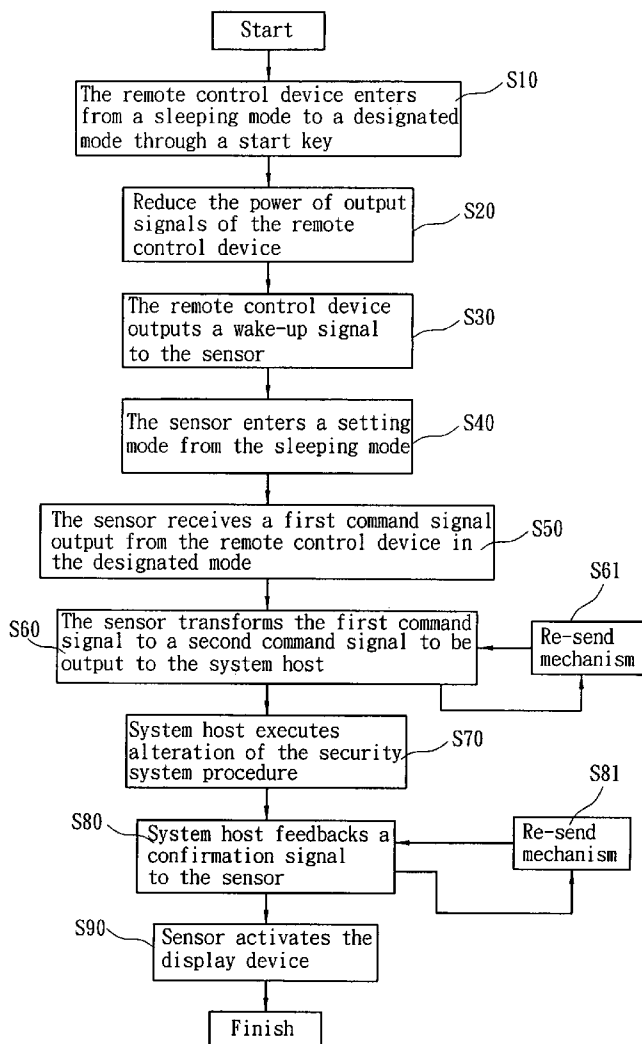 Start
S10
The remote control device enters
from a sleeping mode to a designated
mode through a start key
Reduce the power of output
signals of the remote
control device
S20
The remote control device
outputs a wake-up signal
to the sensor
S30
The sensor enters a setting
mode from the sleeping mode
S40
The sensor receives a first command signal
output from the remote control device in
the designated mode
S50
S60
The sensor transforms the first command
signal to a second command signal to be
output to the system host
S61
Re-send
mechanism
System host executes
alteration of the security
system procedure
S70
S80
System host feedbacks a
confirmation signal
to the sensor
S81
Re-send
mechanism
S90
Sensor activates the
display device
Finish